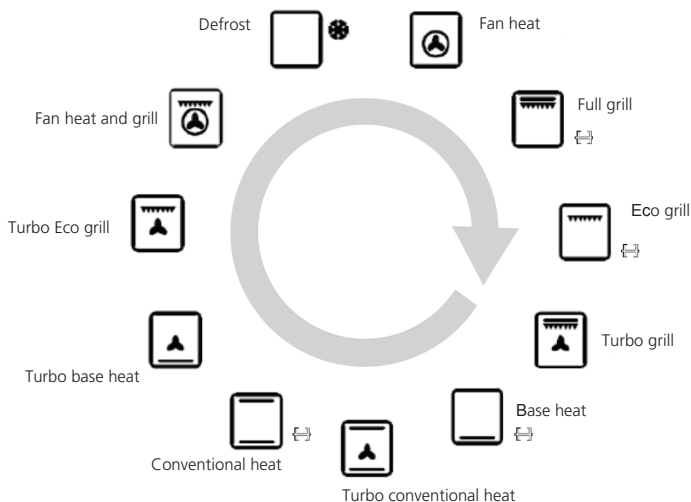 Defrost
Fan heat
Full grill
Fan heat and grill
Eco grill
Turbo Eco grill
Turbo grill
Turbo base heat
Base heat
Conventional heat
Turbo conventional heat